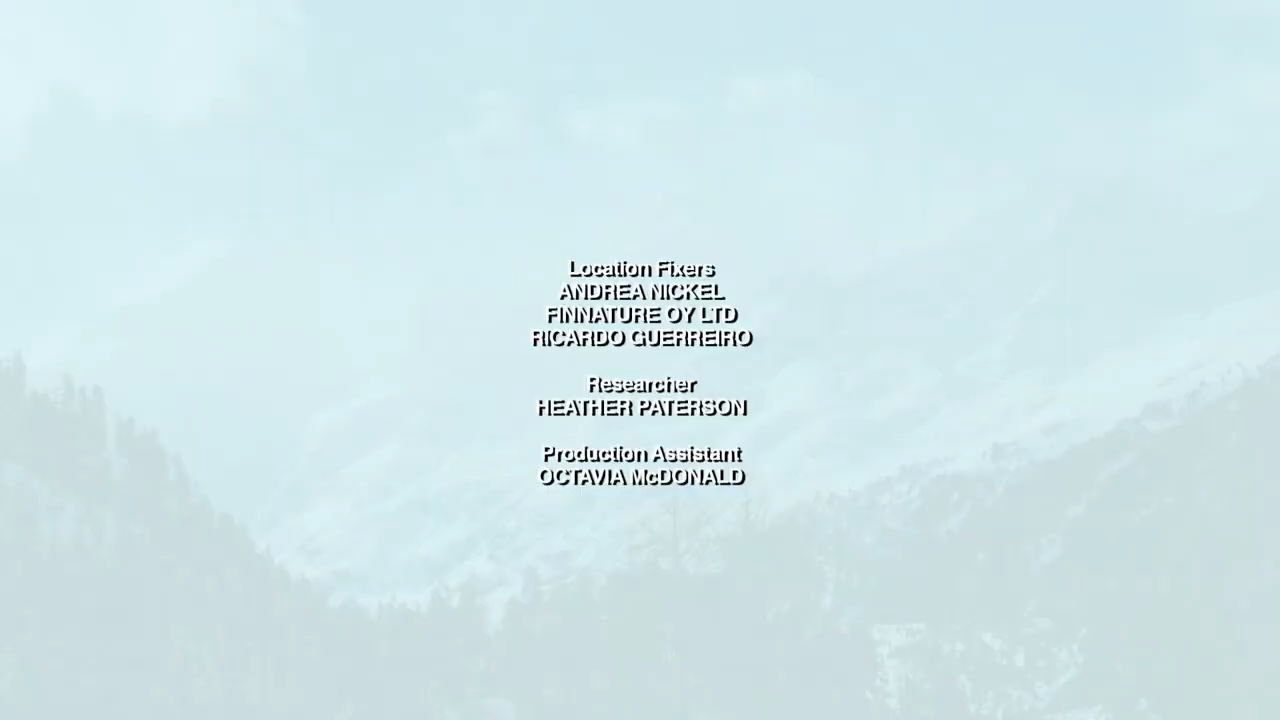 Location Fixers
ANDREA NICKEL
FINNATURE OY LTD
RICARDO GUERREIRO
Researcher
HEATHER PATERSON
Production Assistant
OCTAVIA McDONALD